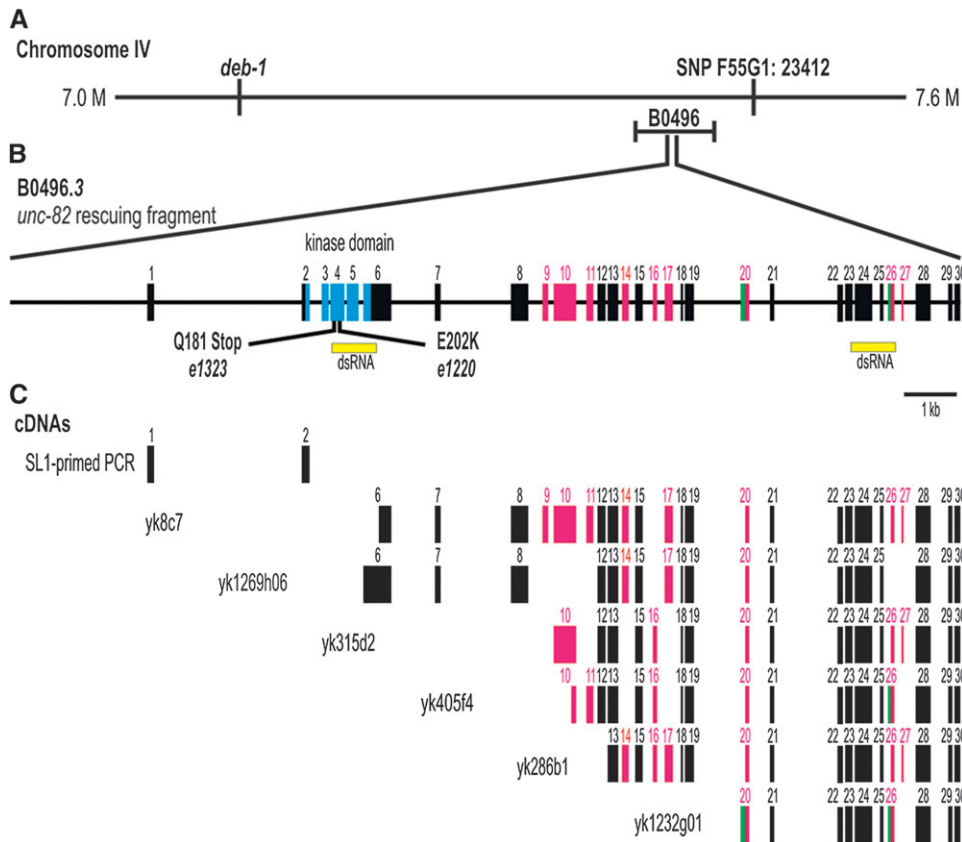 A
Chromosome IV
deb-1
SNP F55G1: 23412
7.0 M
7.6 M
B0496
B
B0496.3
unc-82 rescuing fragment
kinase domain
1 2 3 4 5 6 7 8 9 10 11 12 13 14 15 16 17 18 19 20 21 22 23 24 25 26 27 28 29 30
Q181 Stop
e1323
dsRNA
E202K
e1220
dsRNA
1 kb
C
cDNAs
SL1-primed PCR
1 2
yk8c7
6 7 8 9 10 11 12 13 14 15 17 18 19 20 21 22 23 24 25 26 27 28 29 30
yk1269h06
6 7 8 12 13 14 15 17 18 19 20 21 22 23 24 25 28 29 30
yk315d2
10 12 13 15 16 18 19 20 21 22 23 24 25 26 27 28 29 30
yk405f4
10 11 12 13 15 16 18 19 20 21 22 23 24 25 26 28 29 30
yk286b1
13 14 15 16 17 18 19 20 21 22 23 24 25 26 27 28 29 30
yk1232g01
20 21 22 23 24 25 26 28 29 30